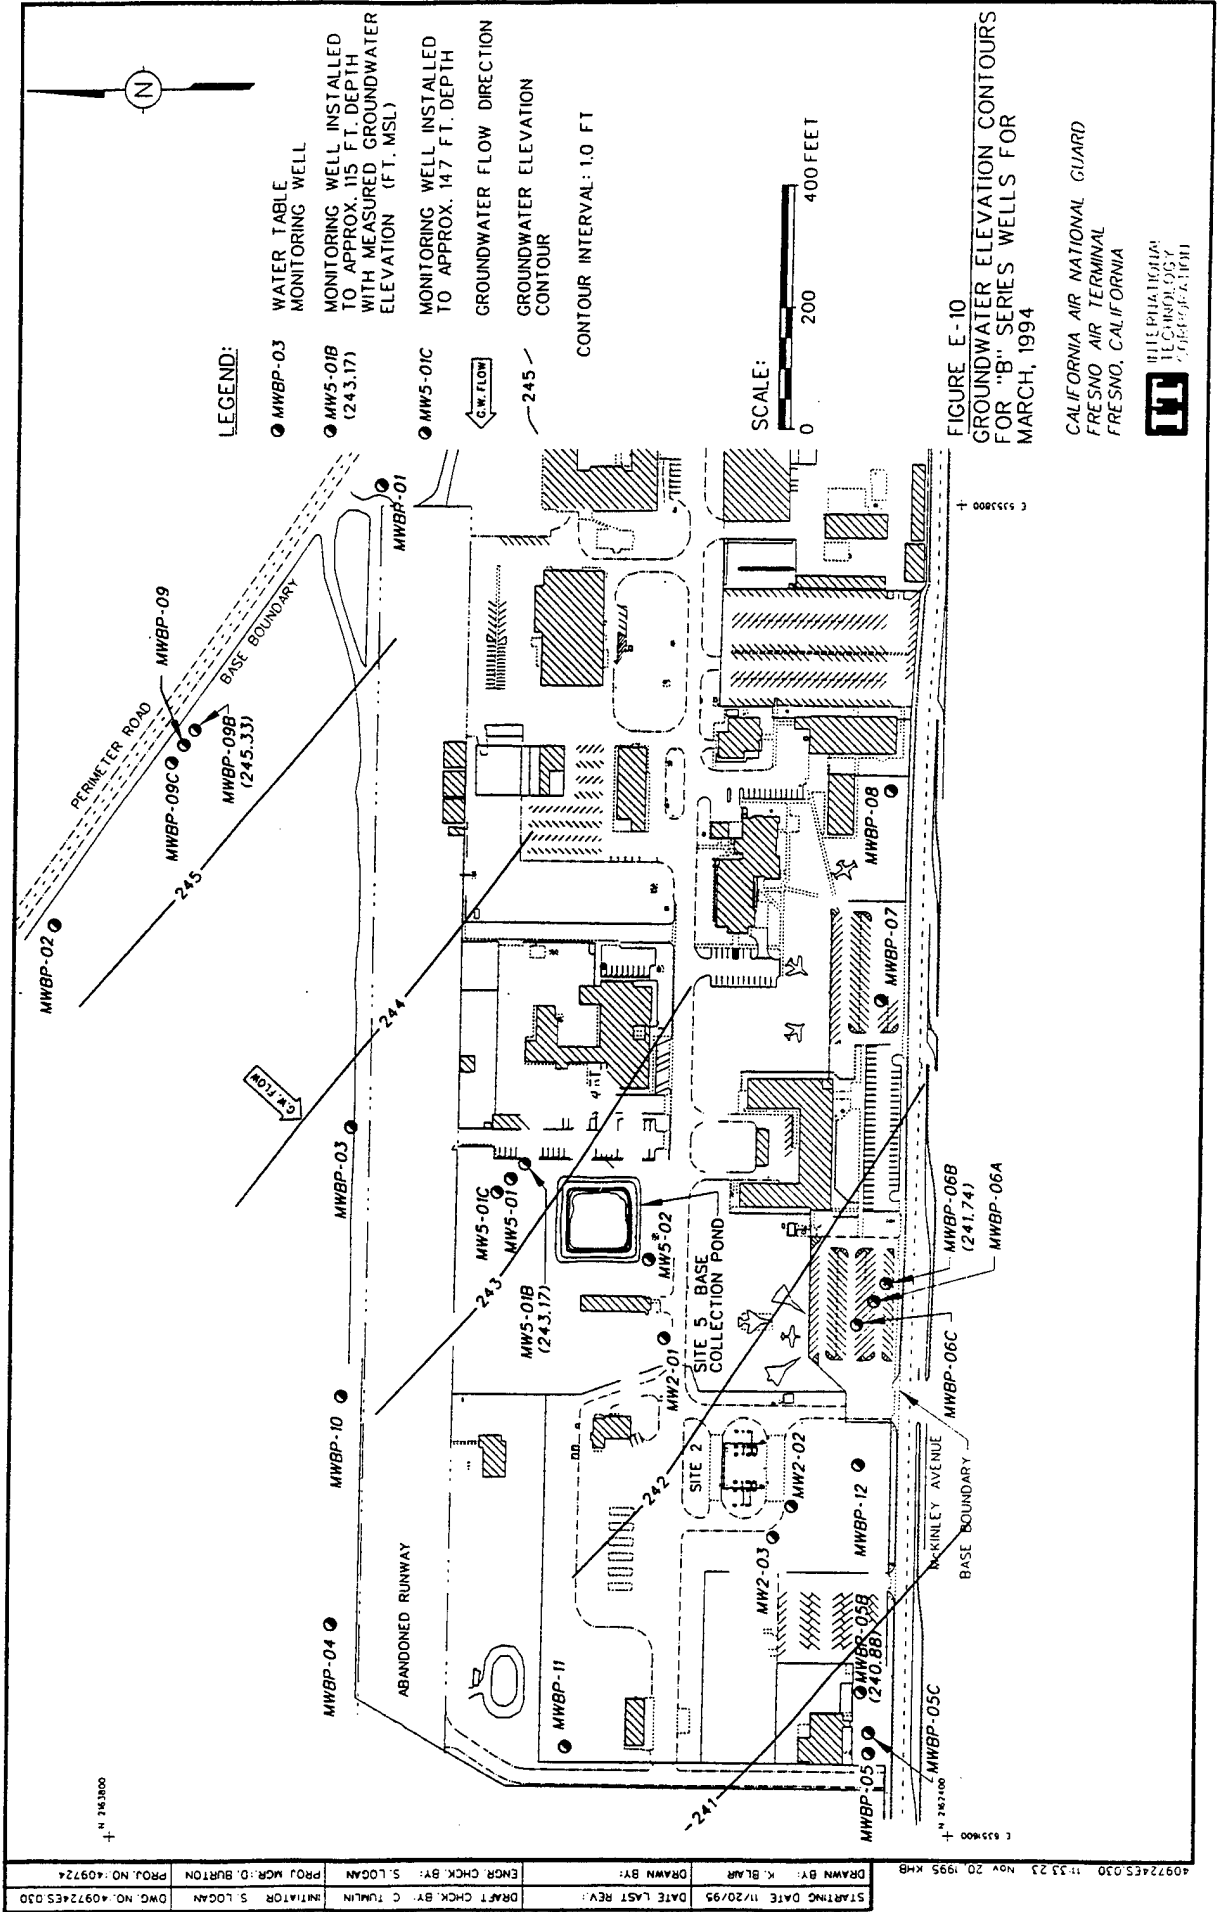 N
LEGEND:
MWBP-03
WATER TABLE
MONITORING WELL
MW5-01B
(243.17)
MONITORING WELL INSTALLED
TO APPROX. 115 FT. DEPTH
WITH MEASURED GROUNDWATER
ELEVATION (FT. MSL)
MW5-01C
MONITORING WELL INSTALLED
TO APPROX. 147 FT. DEPTH
G.W. FLOW
GROUNDWATER FLOW DIRECTION
245
GROUNDWATER ELEVATION
CONTOUR
CONTOUR INTERVAL: 1.0 FT
SCALE:
0
200
400 FEET
FIGURE E-10
GROUNDWATER ELEVATION CONTOURS
FOR "B" SERIES WELLS FOR
MARCH, 1994
CALIFORNIA AIR NATIONAL GUARD
FRESNO AIR TERMINAL
FRESNO, CALIFORNIA
INTERNATIONAL
TECHNOLOGY
CORPORATION
PERIMETER ROAD
BASE BOUNDARY
MWBP-01
MWBP-09
MWBP-09B
(245.33)
MWBP-09C
MWBP-02
245
244
G.W. FLOW
MWBP-03
MW5-01C
MW5-01
243
MW5-01B
(243.17)
MW5-02
SITE 5 BASE
COLLECTION POND
MW2-01
MWBP-10
SITE 2
242
MW2-02
MW2-03
MWBP-12
MWBP-08
MWBP-07
MWBP-06B
(241.74)
MWBP-06A
MWBP-06C
McKINLEY AVENUE
BASE BOUNDARY
MWBP-04
ABANDONED RUNWAY
MWBP-11
241
MWBP-05B
(240.88)
MWBP-05
MWBP-05C
N 2163800
N 2162400
E 6351600
E 6353800
STARTING DATE 11/20/95
DATE LAST REV.:
DRAFT. CHCK. BY: C TUMLIN
INITIATOR S. LOGAN
DWG. NO.:409724ES.030
DRAWN BY: K. BLAIR
DRAWN BY:
ENGR. CHCK. BY: S. LOGAN
PROJ MGR: D. BURTON
PROJ. NO.:409724
409724ES.030 11:33:23 Nov 20, 1995 KHB